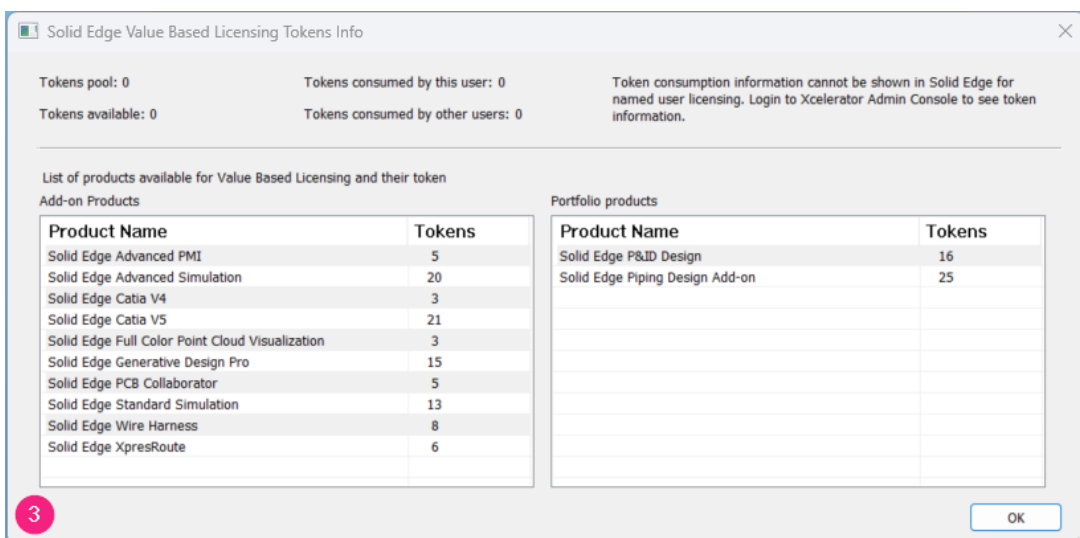 Solid Edge Value Based Licensing Tokens Info
Tokens pool: 0
Tokens consumed by this user: 0
Token consumption information cannot be shown in Solid Edge for
named user licensing. Login to Xcelerator Admin Console to see token
information.
Tokens available: 0
Tokens consumed by other users: 0
List of products available for Value Based Licensing and their token
Add-on Products
Product Name Tokens
Solid Edge Advanced PMI 5
Solid Edge Advanced Simulation 20
Solid Edge Catia V4 3
Solid Edge Catia V5 21
Solid Edge Full Color Point Cloud Visualization 3
Solid Edge Generative Design Pro 15
Solid Edge PCB Collaborator 5
Solid Edge Standard Simulation 13
Solid Edge Wire Harness 8
Solid Edge XpresRoute 6
Portfolio products
Product Name Tokens
Solid Edge P&ID Design 16
Solid Edge Piping Design Add-on 25
3
OK